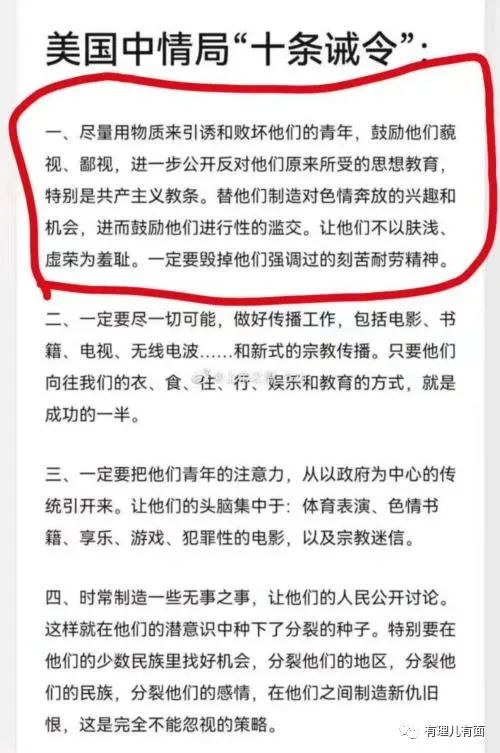 美国中情局“十条诫令”：
一、尽量用物质来引诱和败坏他们的青年，鼓励他们藐
视、鄙视，进一步公开反对他们原来所受的思想教育，
特别是共产主义教条。替他们制造对色情奔放的兴趣和
机会，进而鼓励他们进行性的滥交。让他们不以肤浅、
虚荣为羞耻。一定要毁掉他们强调过的刻苦耐劳精神。
二、一定要尽一切可能，做好传播工作，包括电影、书
籍、电视、无线电波……和新式的宗教传播。只要他们
向往我们的衣、食、住、行、娱乐和教育的方式，就是
成功的一半。
三、一定要把他们青年的注意力，从以政府为中心的传
统引开来。让他们的头脑集中于：体育表演、色情书
籍、享乐、游戏、犯罪性的电影，以及宗教迷信。
四、时常制造一些无事之事，让他们的人民公开讨论。
这样就在他们的潜意识中种下了分裂的种子。特别要在
他们的少数民族里找好机会，分裂他们的地区，分裂他
们的民族，分裂他们的感情，在他们之间制造新仇旧
恨，这是完全不能忽视的策略。
有理儿有面